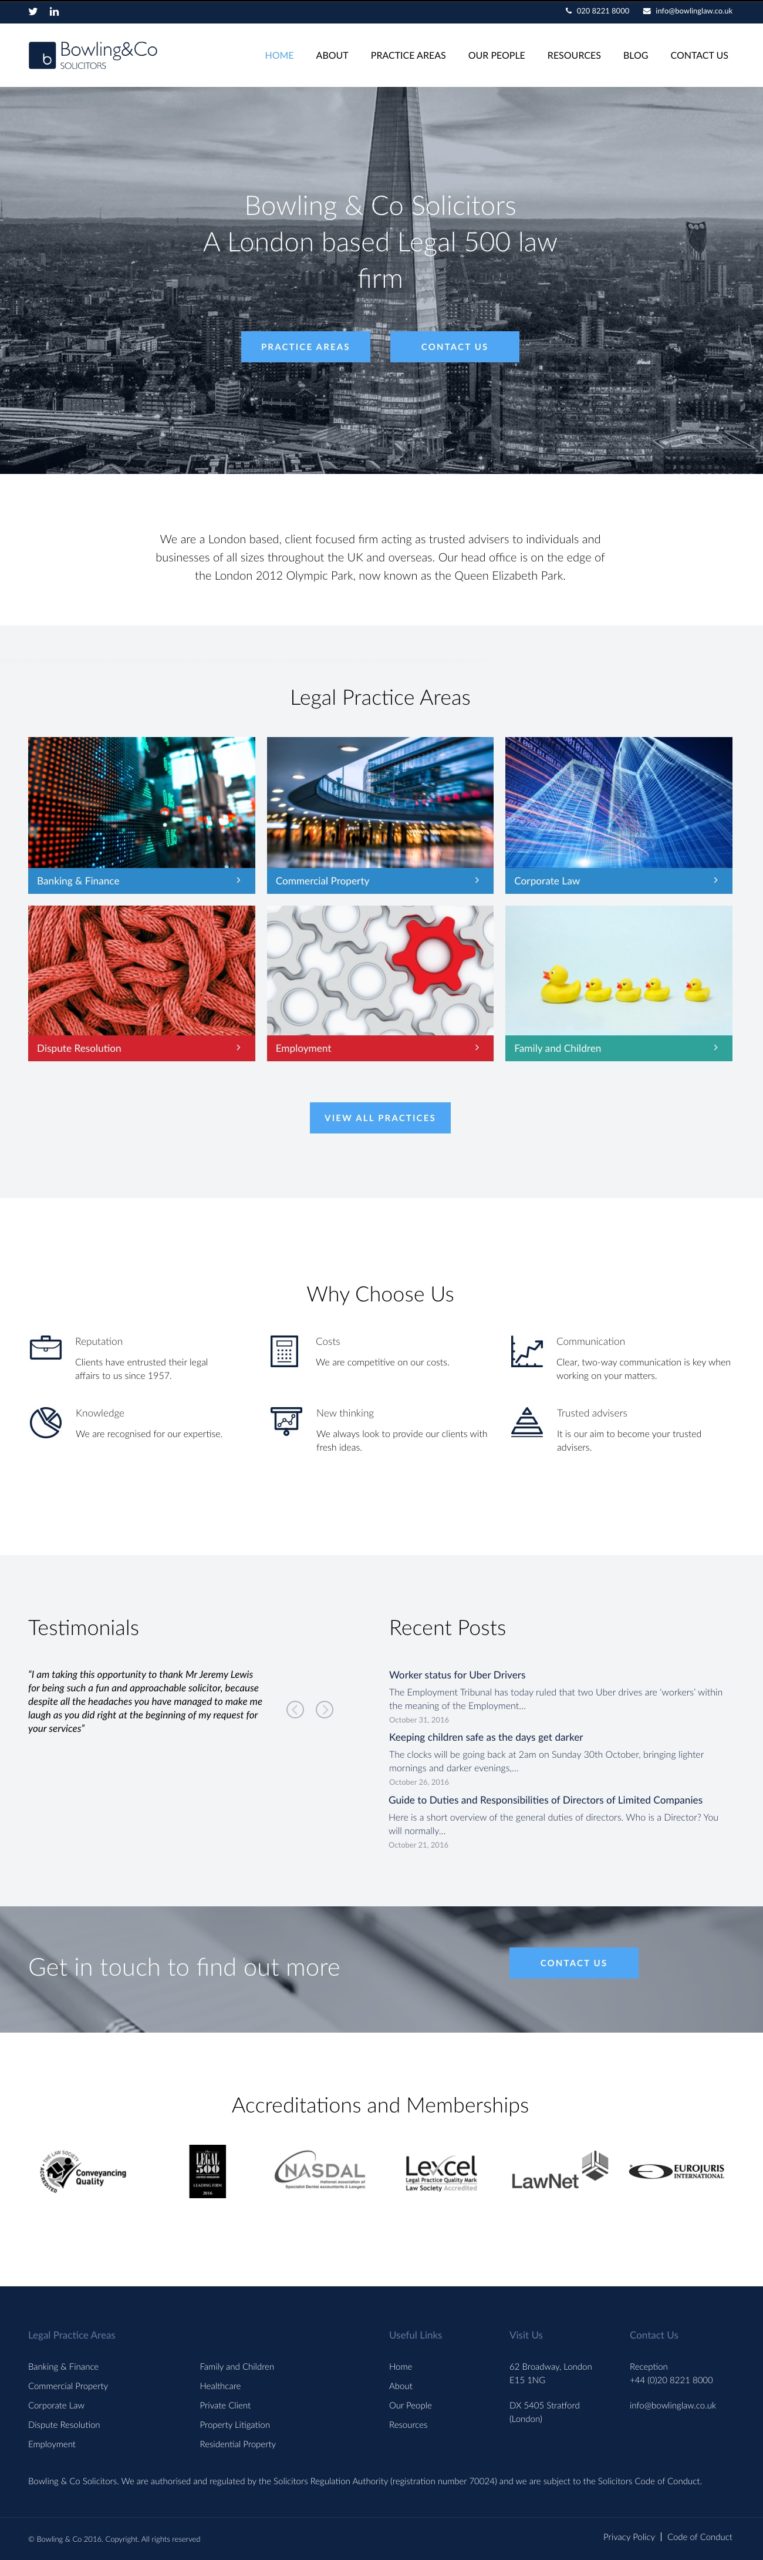 020 8221 8000 info@bowlinglaw.co.uk
b Bowling&Co
SOLICITORS
HOME ABOUT PRACTICE AREAS OUR PEOPLE RESOURCES BLOG CONTACT US
Bowling & Co Solicitors
A London based Legal 500 law
firm
PRACTICE AREAS CONTACT US
We are a London based, client focused firm acting as trusted advisers to individuals and
businesses of all sizes throughout the UK and overseas. Our head office is on the edge of
the London 2012 Olympic Park, now known as the Queen Elizabeth Park.
Legal Practice Areas
Banking & Finance
Commercial Property
Corporate Law
Dispute Resolution
Employment
Family and Children
VIEW ALL PRACTICES
Why Choose Us
Reputation
Clients have entrusted their legal
affairs to us since 1957.
Costs
We are competitive on our costs.
Communication
Clear, two-way communication is key when
working on your matters.
Knowledge
We are recognised for our expertise.
New thinking
We always look to provide our clients with
fresh ideas.
Trusted advisers
It is our aim to become your trusted
advisers.
Testimonials
"I am taking this opportunity to thank Mr Jeremy Lewis
for being such a fun and approachable solicitor, because
despite all the headaches you have managed to make me
laugh as you did right at the beginning of my request for
your services"
Recent Posts
Worker status for Uber Drivers
The Employment Tribunal has today ruled that two Uber drives are 'workers' within
the meaning of the Employment...
October 31, 2016
Keeping children safe as the days get darker
The clocks will be going back at 2am on Sunday 30th October, bringing lighter
mornings and darker evenings,...
October 26, 2016
Guide to Duties and Responsibilities of Directors of Limited Companies
Here is a short overview of the general duties of directors. Who is a Director? You
will normally...
October 21, 2016
Get in touch to find out more
CONTACT US
Accreditations and Memberships
THE LAW SOCIETY
ACCREDITED
Conveyancing
Quality
THE
LEGAL
500
LEADING FIRM
2016
NASDAL
National Association of
Specialist Dental Accountants & Lawyers
Lexcel
Legal Practice Quality Mark
Law Society Accredited
LawNet
EUROJURIS
INTERNATIONAL
Legal Practice Areas
Banking & Finance
Commercial Property
Corporate Law
Dispute Resolution
Employment
Family and Children
Healthcare
Private Client
Property Litigation
Residential Property
Useful Links
Home
About
Our People
Resources
Visit Us
62 Broadway, London
E15 1NG
DX 5405 Stratford
(London)
Contact Us
Reception
+44 (0)20 8221 8000
info@bowlinglaw.co.uk
Bowling & Co Solicitors. We are authorised and regulated by the Solicitors Regulation Authority (registration number 70024) and we are subject to the Solicitors Code of Conduct.
© Bowling & Co 2016. Copyright. All rights reserved
Privacy Policy | Code of Conduct